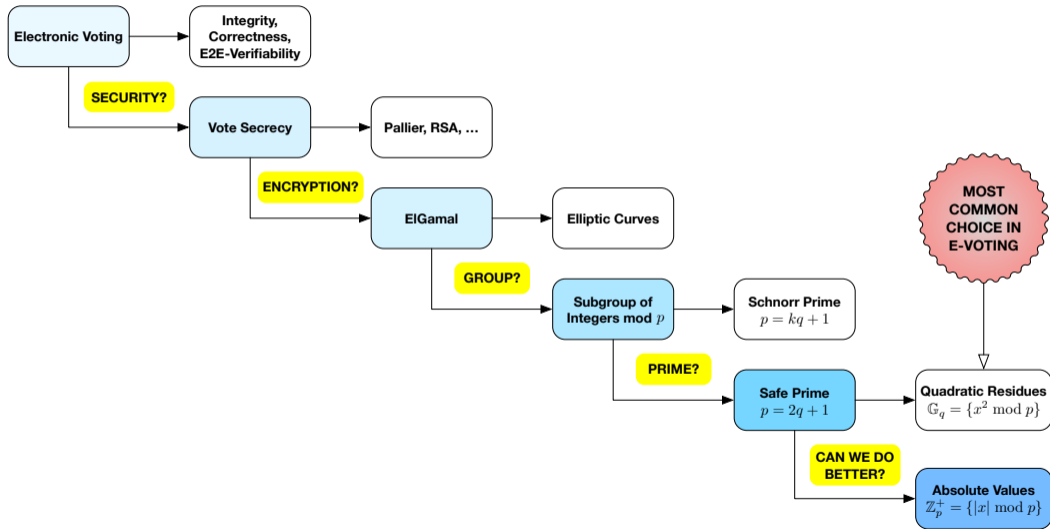 Electronic Voting
Integrity,
Correctness,
E2E-Verifiability
SECURITY?
Vote Secrecy
Pallier, RSA, ...
ENCRYPTION?
ElGamal
Elliptic Curves
GROUP?
Subgroup of
Integers mod p
Schnorr Prime
p = kq + 1
MOST
COMMON
CHOICE IN
E-VOTING
PRIME?
Safe Prime
p = 2q + 1
Quadratic Residues
𝔾_q = {x² mod p}
CAN WE DO
BETTER?
Absolute Values
ℤ_p⁺ = {|x| mod p}